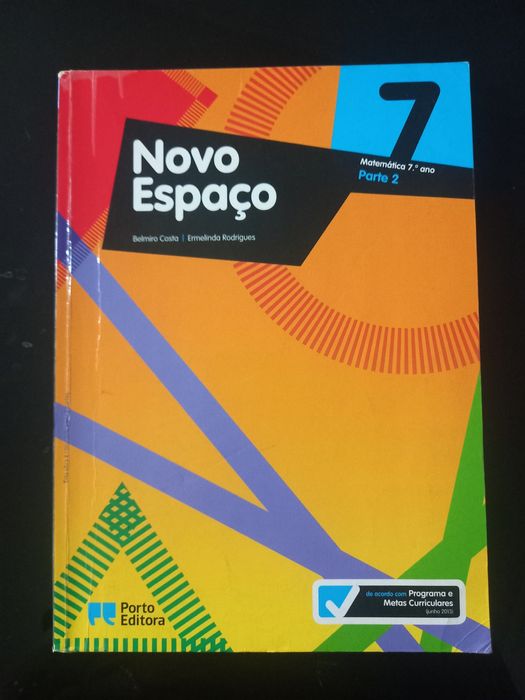 7
Matemática 7.º ano
Parte 2
Novo
Espaço
Belmiro Costa | Ermelinda Rodrigues
de acordo com Programa e
Metas Curriculares
(junho 2013)
Porto
Editora